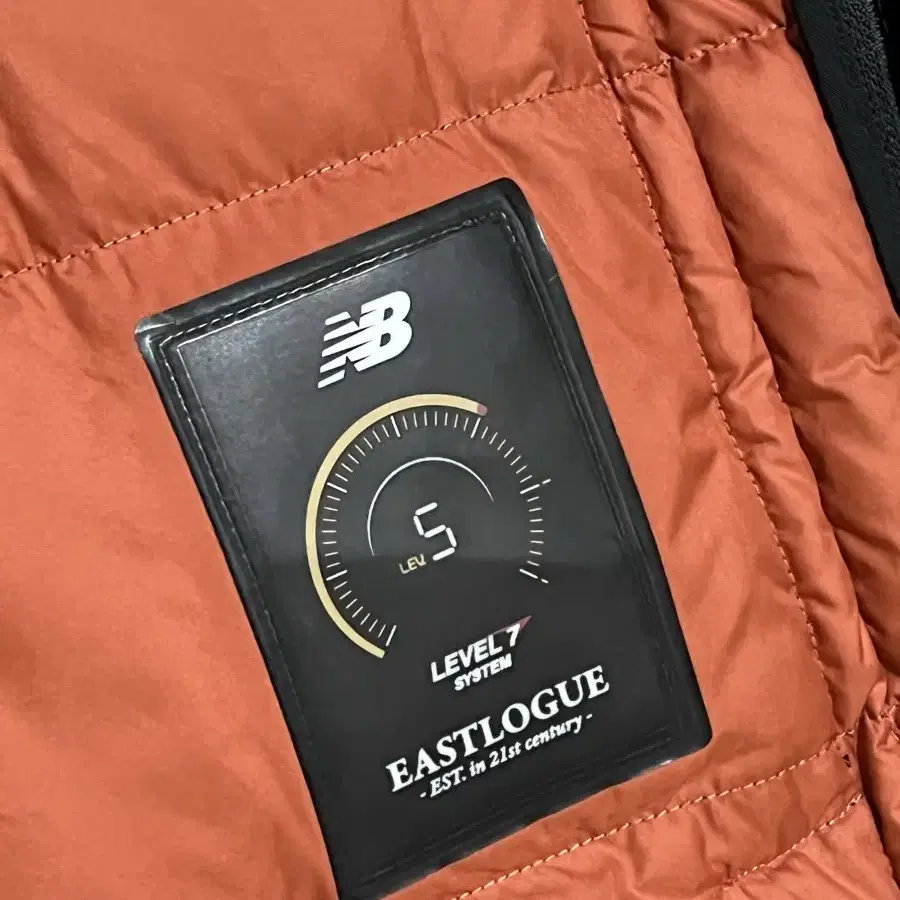 NB
5
LEV.
LEVEL 7
SYSTEM
EASTLOGUE
- EST. in 21st century -